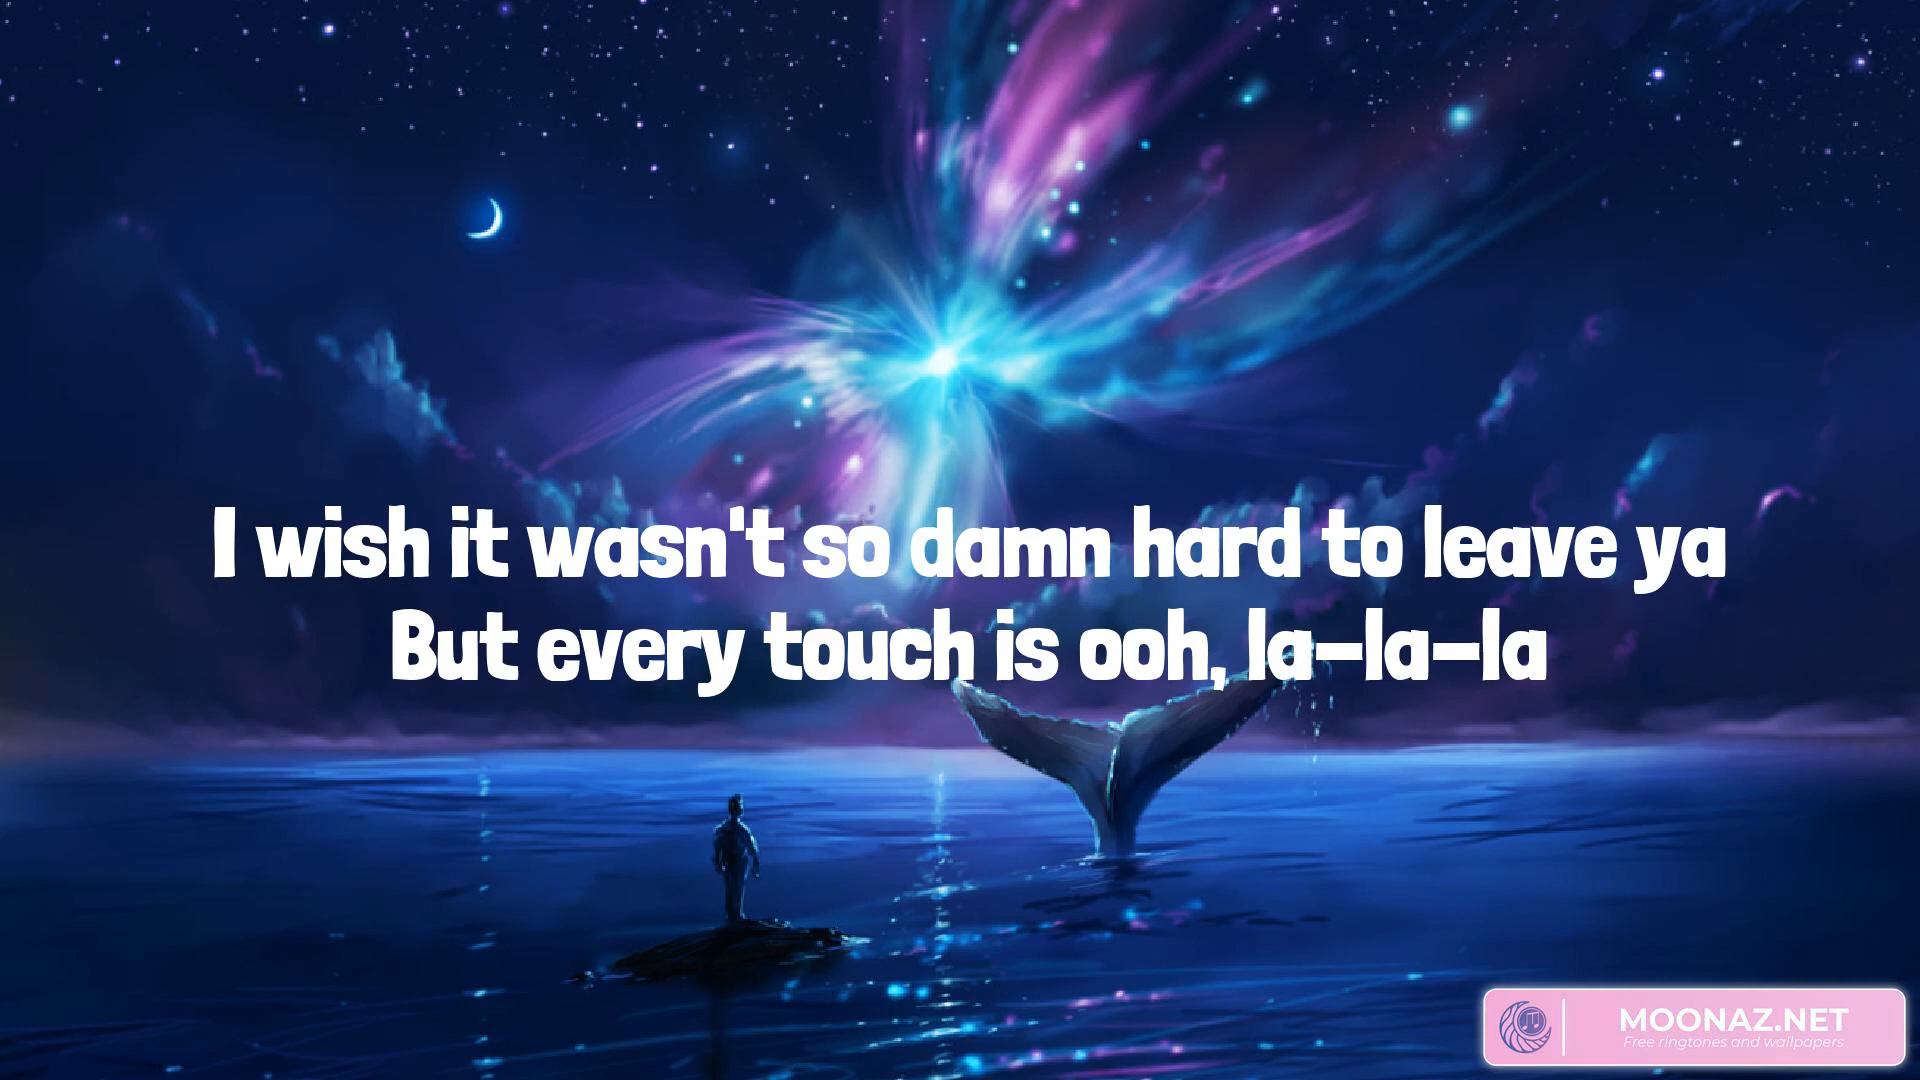 I wish it wasn't so damn hard to leave ya
But every touch is ooh, la-la-la
MOONAZ.NET
Free ringtones and wallpapers